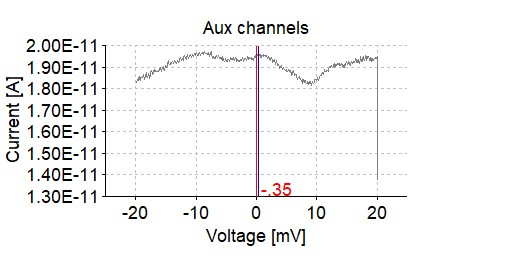 Aux channels
2.00E-11
1.90E-11
1.80E-11
1.70E-11
1.60E-11
1.50E-11
1.40E-11
1.30E-11
Current [A]
-.35
-20 -10 0 10 20
Voltage [mV]